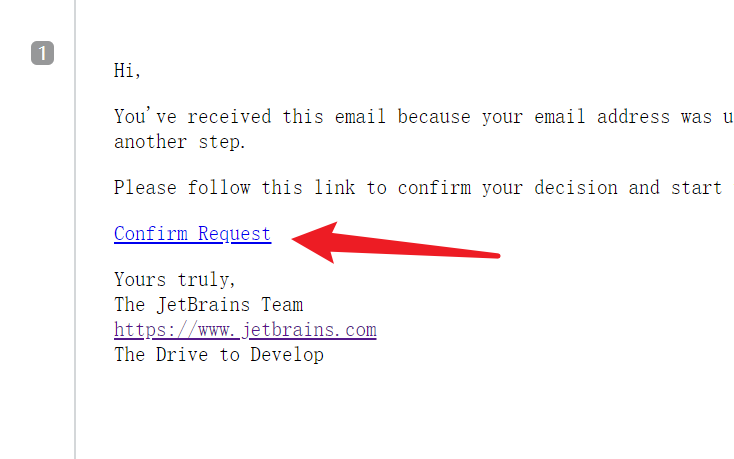 1
Hi,
You've received this email because your email address was
another step.
Please follow this link to confirm your decision and start
Confirm Request
Yours truly,
The JetBrains Team
https://www.jetbrains.com
The Drive to Develop